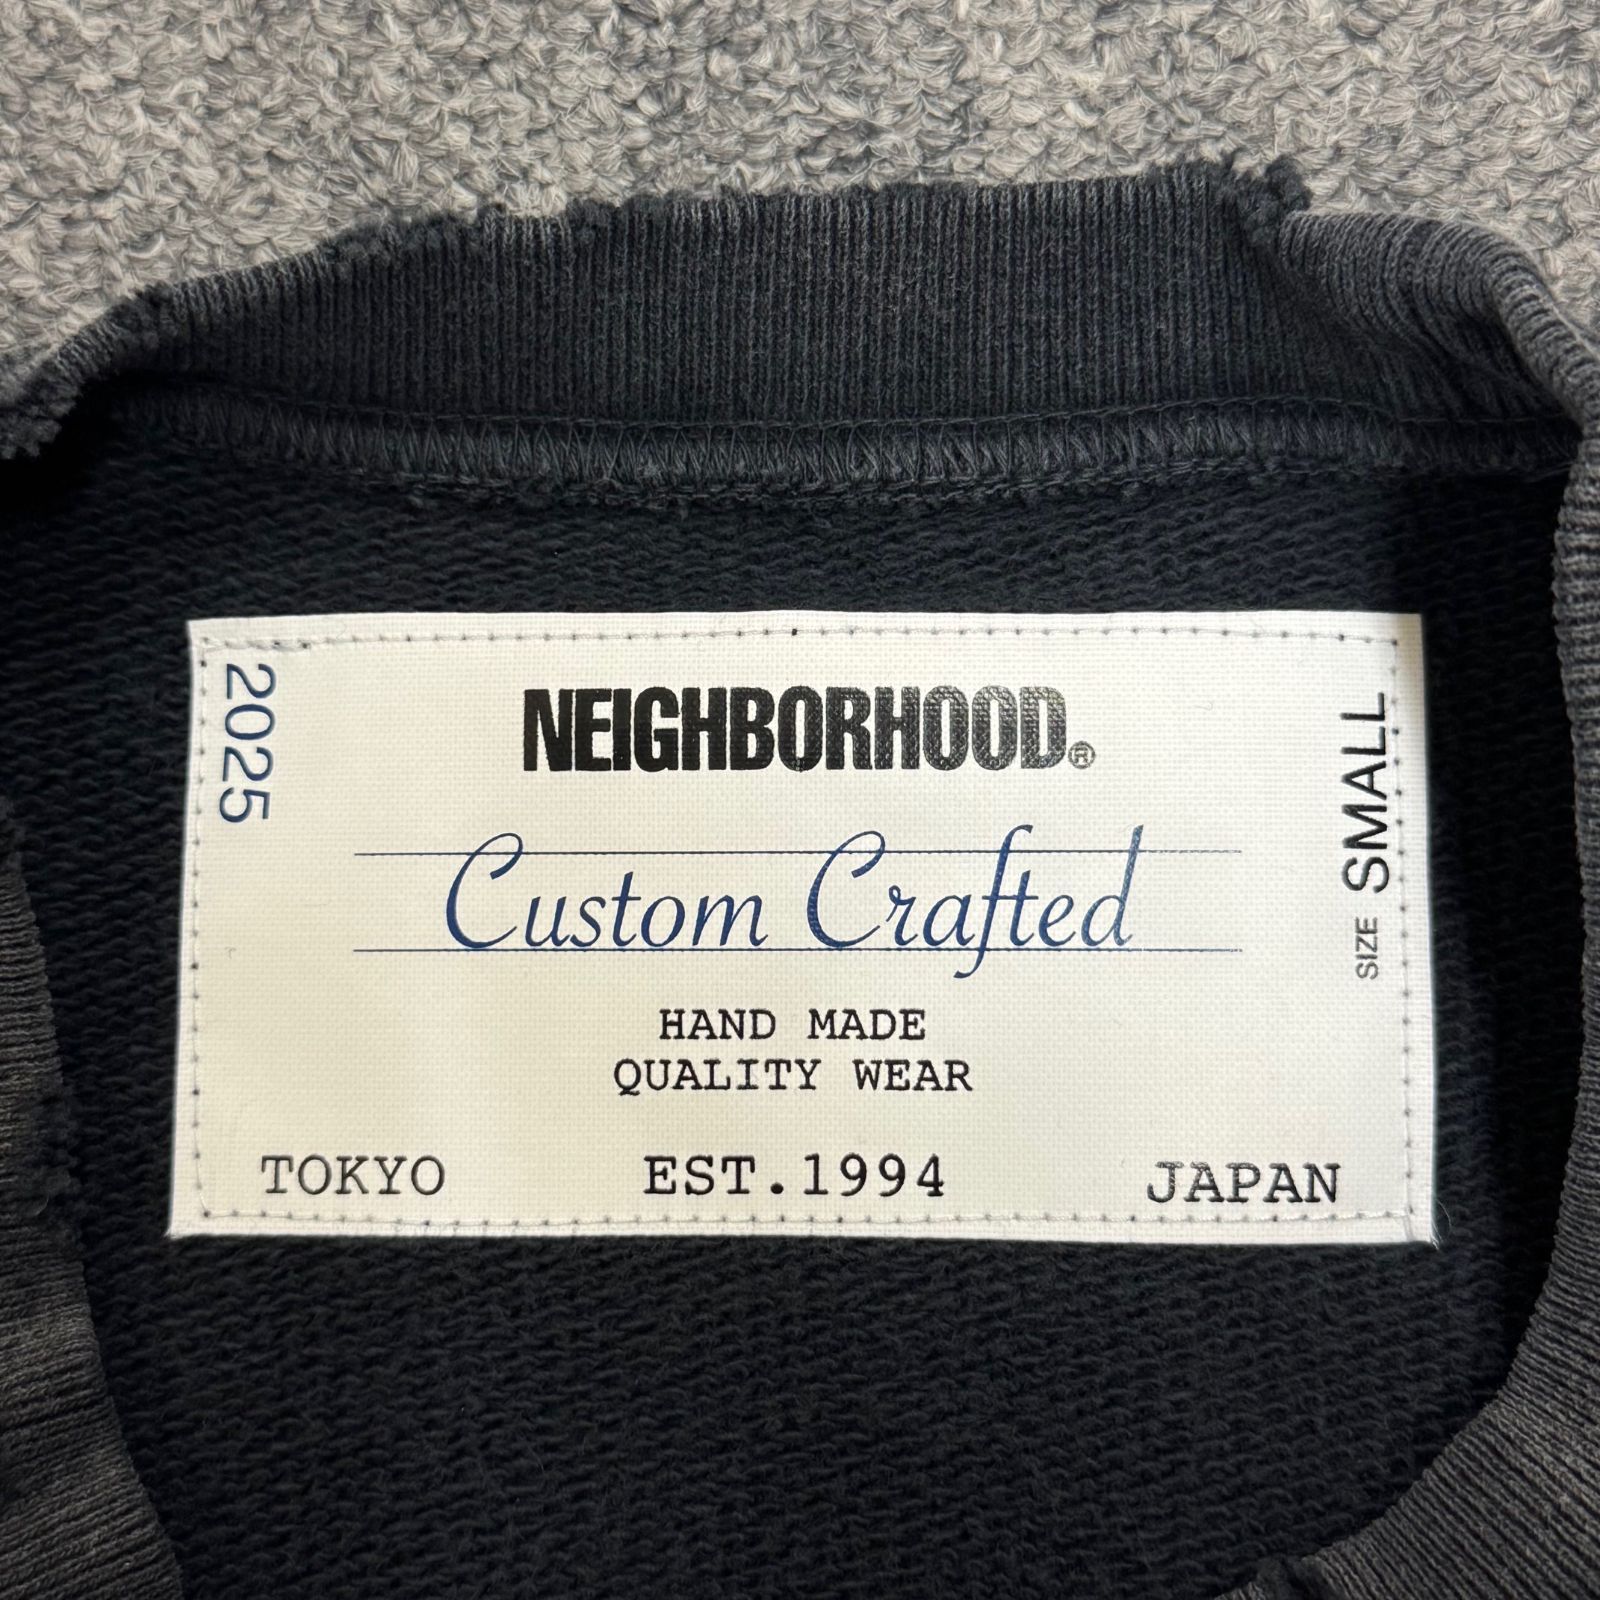 2025
NEIGHBORHOOD®
SIZE SMALL
Custom Crafted
HAND MADE
QUALITY WEAR
TOKYO EST.1994 JAPAN